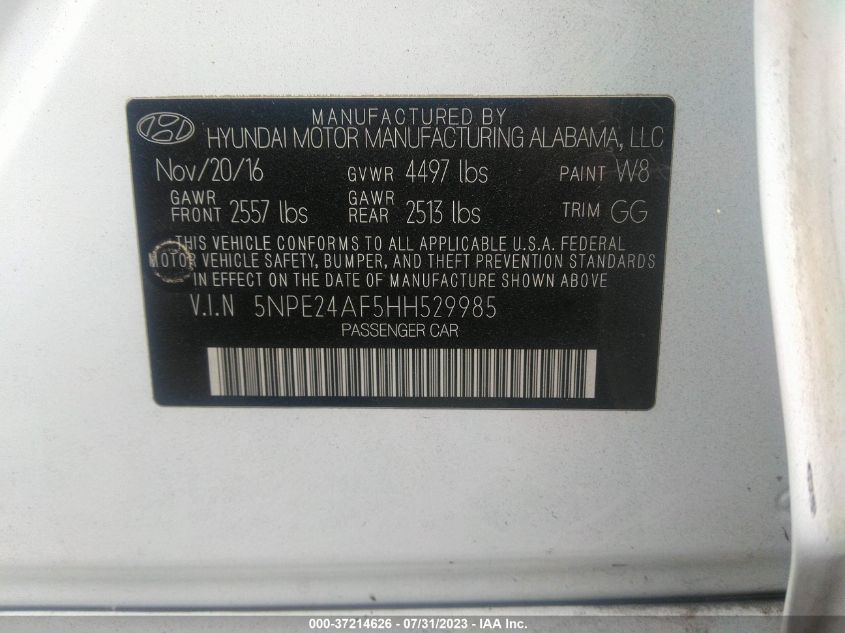 MANUFACTURED BY
HYUNDAI MOTOR MANUFACTURING ALABAMA, LLC
Nov/20/16 GVWR 4497 lbs PAINT W8
GAWR FRONT 2557 lbs GAWR REAR 2513 lbs TRIM GG
THIS VEHICLE CONFORMS TO ALL APPLICABLE U.S.A. FEDERAL
MOTOR VEHICLE SAFETY, BUMPER, AND THEFT PREVENTION STANDARDS
IN EFFECT ON THE DATE OF MANUFACTURE SHOWN ABOVE
V.I.N 5NPE24AF5HH529985
PASSENGER CAR
000-37214626 - 07/31/2023 - IAA Inc.